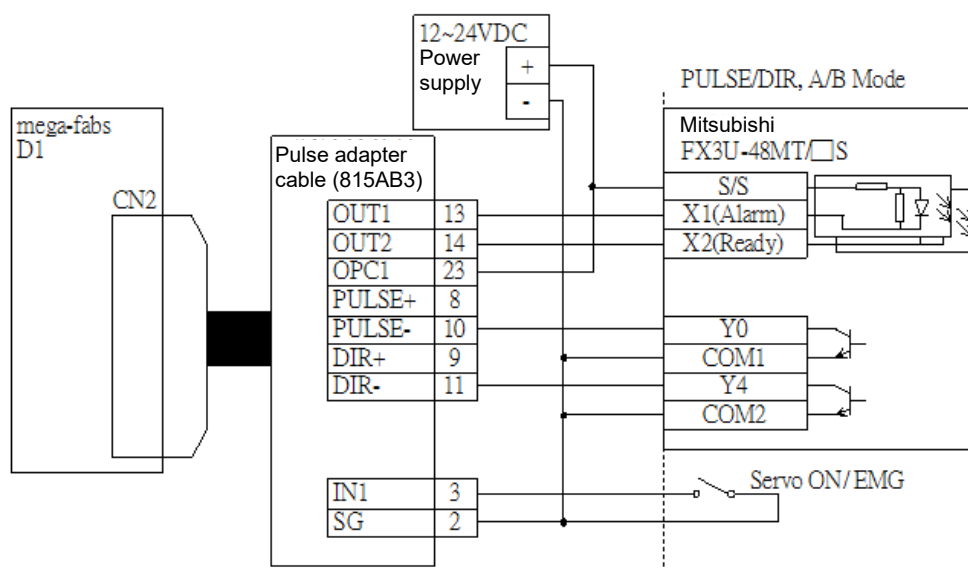 12~24VDC
Power
supply
+
-
PULSE/DIR, A/B Mode
mega-fabs
D1
CN2
Pulse adapter
cable (815AB3)
OUT1 13
OUT2 14
OPC1 23
PULSE+ 8
PULSE- 10
DIR+ 9
DIR- 11
IN1 3
SG 2
Mitsubishi
FX3U-48MT/□S
S/S
X1(Alarm)
X2(Ready)
Y0
COM1
Y4
COM2
Servo ON/ EMG